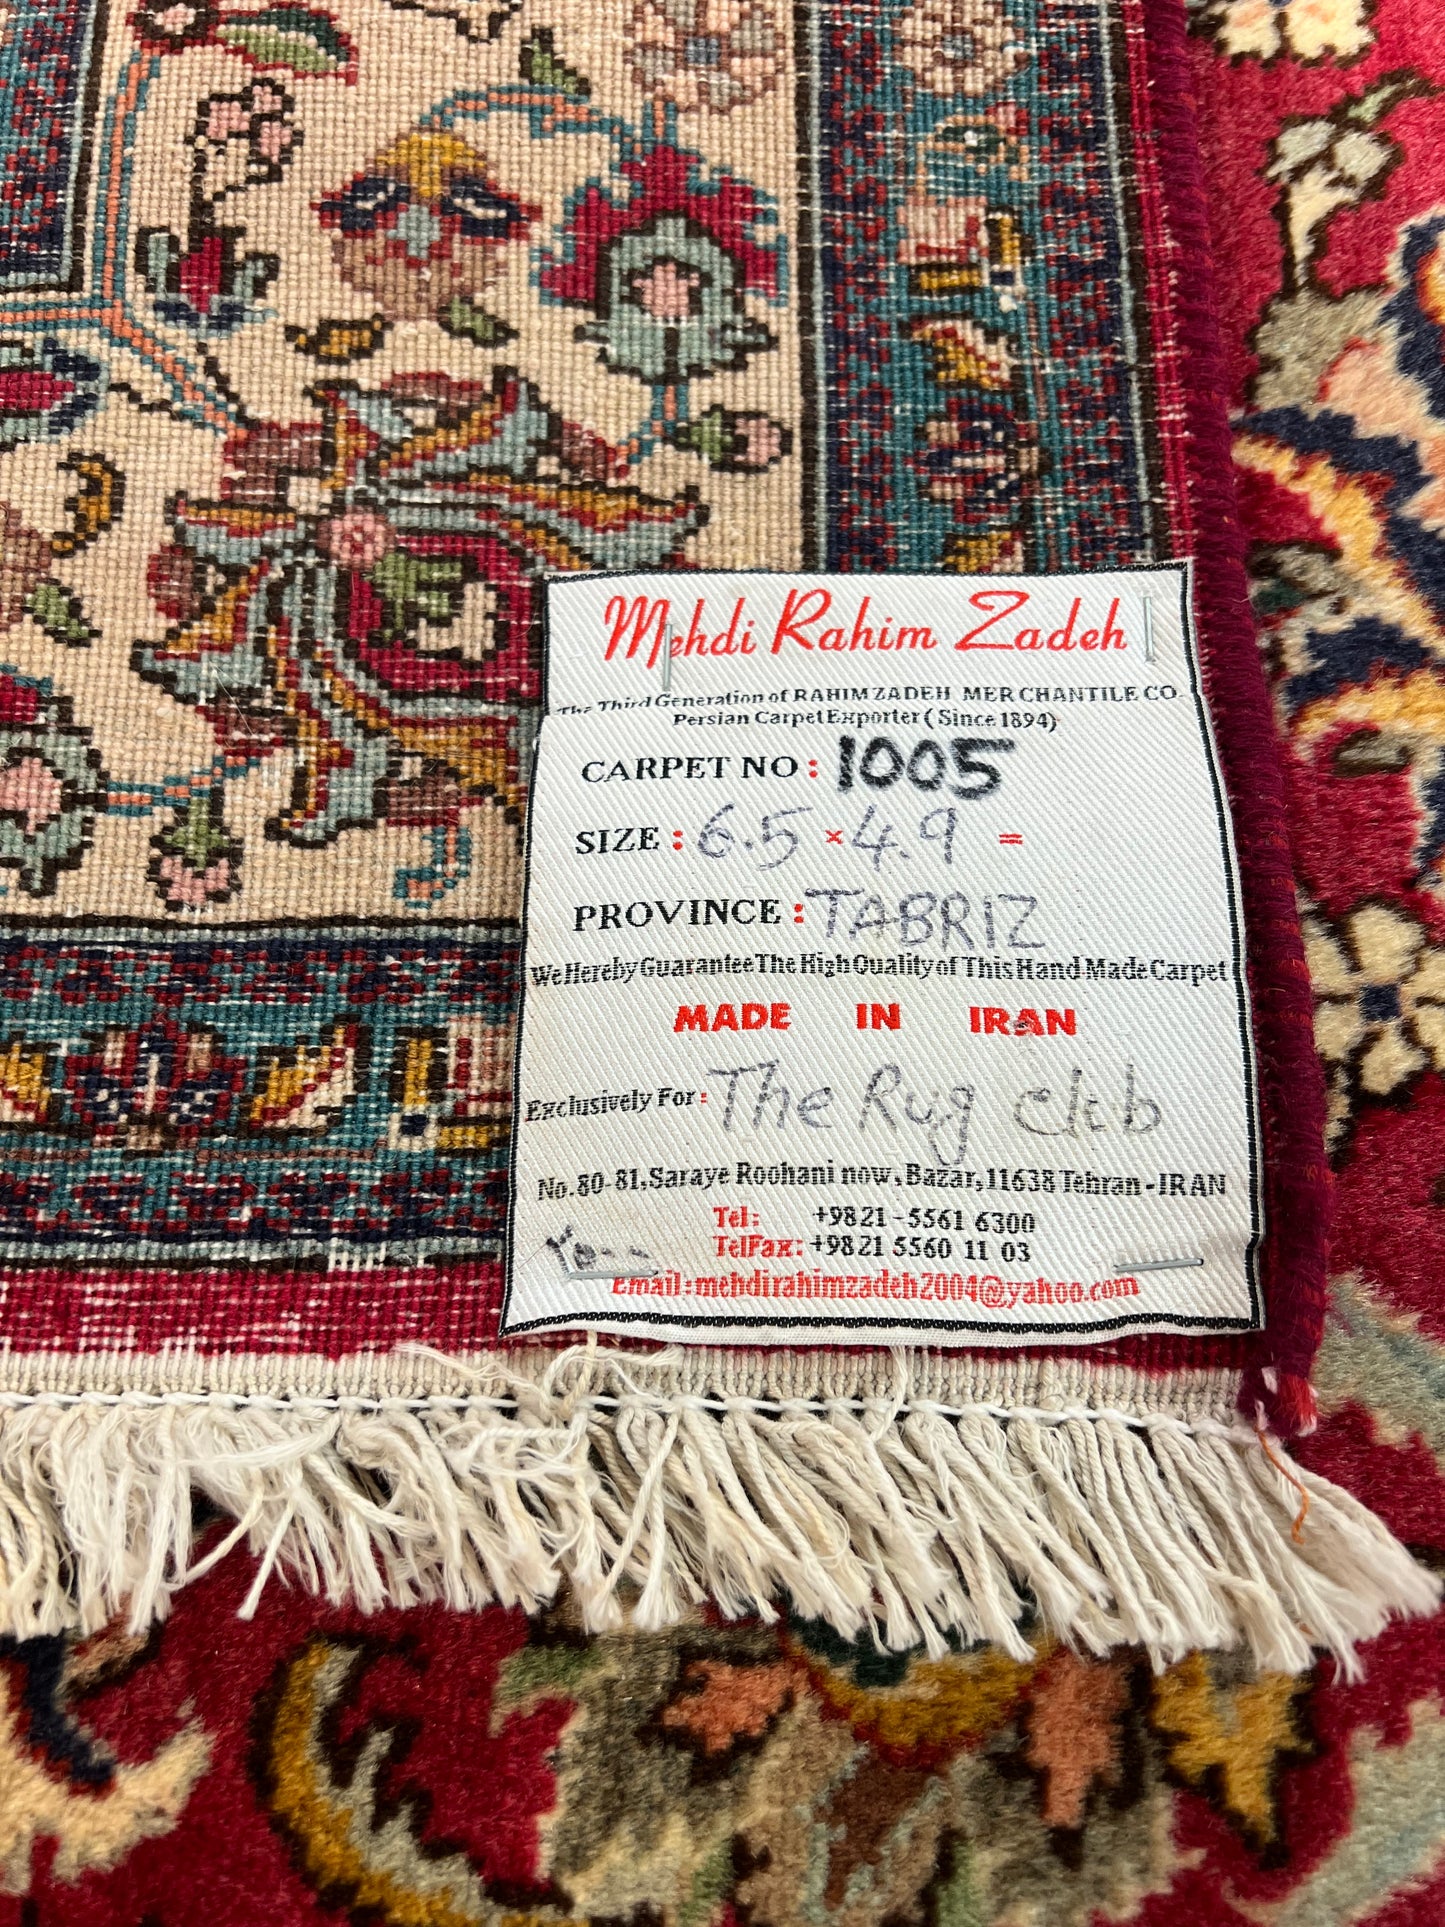 Mehdi Rahim Zadeh
The Third Generation of RAHIMZADEH MERCHANTILE CO.
Persian Carpet Exporter (Since 1894)
CARPET NO: 1005
SIZE: 6.5 × 4.9 =
PROVINCE: TABRIZ
We Hereby Guarantee The High Quality of This Hand Made Carpet
MADE IN IRAN
Exclusively For: The Rug club
No.80-81,Saraye Roohani now,Bazar,11638 Tehran-IRAN
Tel: +9821-5561 6300
TelFax: +9821 5560 11 03
Email:mehdirahimzadeh2004@yahoo.com